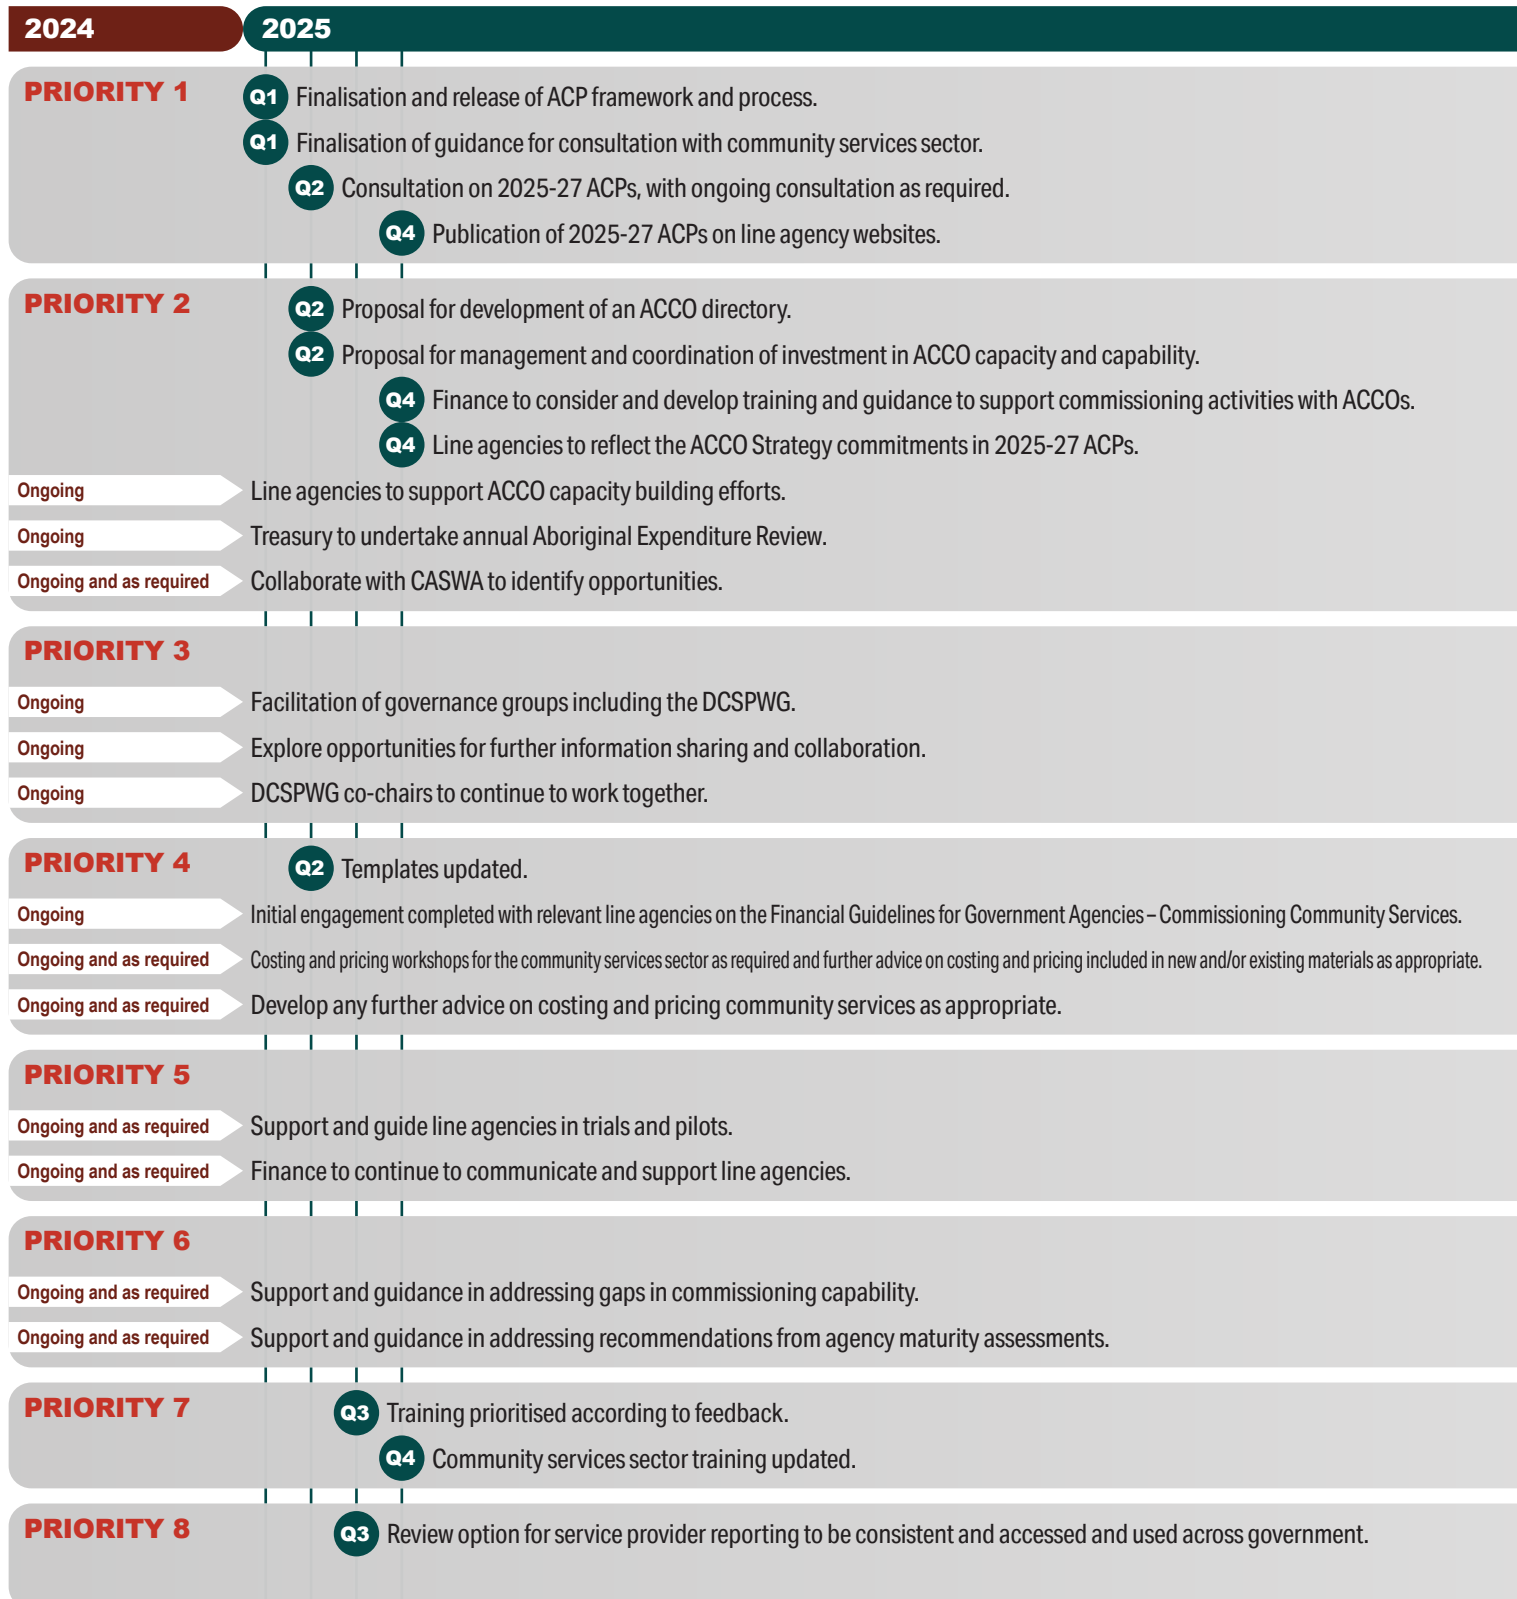 2024
2025
PRIORITY 1
Q1 Finalisation and release of ACP framework and process.
Q1 Finalisation of guidance for consultation with community services sector.
Q2 Consultation on 2025-27 ACPs, with ongoing consultation as required.
Q4 Publication of 2025-27 ACPs on line agency websites.
PRIORITY 2
Q2 Proposal for development of an ACCO directory.
Q2 Proposal for management and coordination of investment in ACCO capacity and capability.
Q4 Finance to consider and develop training and guidance to support commissioning activities with ACCOs.
Q4 Line agencies to reflect the ACCO Strategy commitments in 2025-27 ACPs.
Ongoing Line agencies to support ACCO capacity building efforts.
Ongoing Treasury to undertake annual Aboriginal Expenditure Review.
Ongoing and as required Collaborate with CASWA to identify opportunities.
PRIORITY 3
Ongoing Facilitation of governance groups including the DCSPWG.
Ongoing Explore opportunities for further information sharing and collaboration.
Ongoing DCSPWG co-chairs to continue to work together.
PRIORITY 4
Q2 Templates updated.
Ongoing Initial engagement completed with relevant line agencies on the Financial Guidelines for Government Agencies – Commissioning Community Services.
Ongoing and as required Costing and pricing workshops for the community services sector as required and further advice on costing and pricing included in new and/or existing materials as appropriate.
Ongoing and as required Develop any further advice on costing and pricing community services as appropriate.
PRIORITY 5
Ongoing and as required Support and guide line agencies in trials and pilots.
Ongoing and as required Finance to continue to communicate and support line agencies.
PRIORITY 6
Ongoing and as required Support and guidance in addressing gaps in commissioning capability.
Ongoing and as required Support and guidance in addressing recommendations from agency maturity assessments.
PRIORITY 7
Q3 Training prioritised according to feedback.
Q4 Community services sector training updated.
PRIORITY 8
Q3 Review option for service provider reporting to be consistent and accessed and used across government.